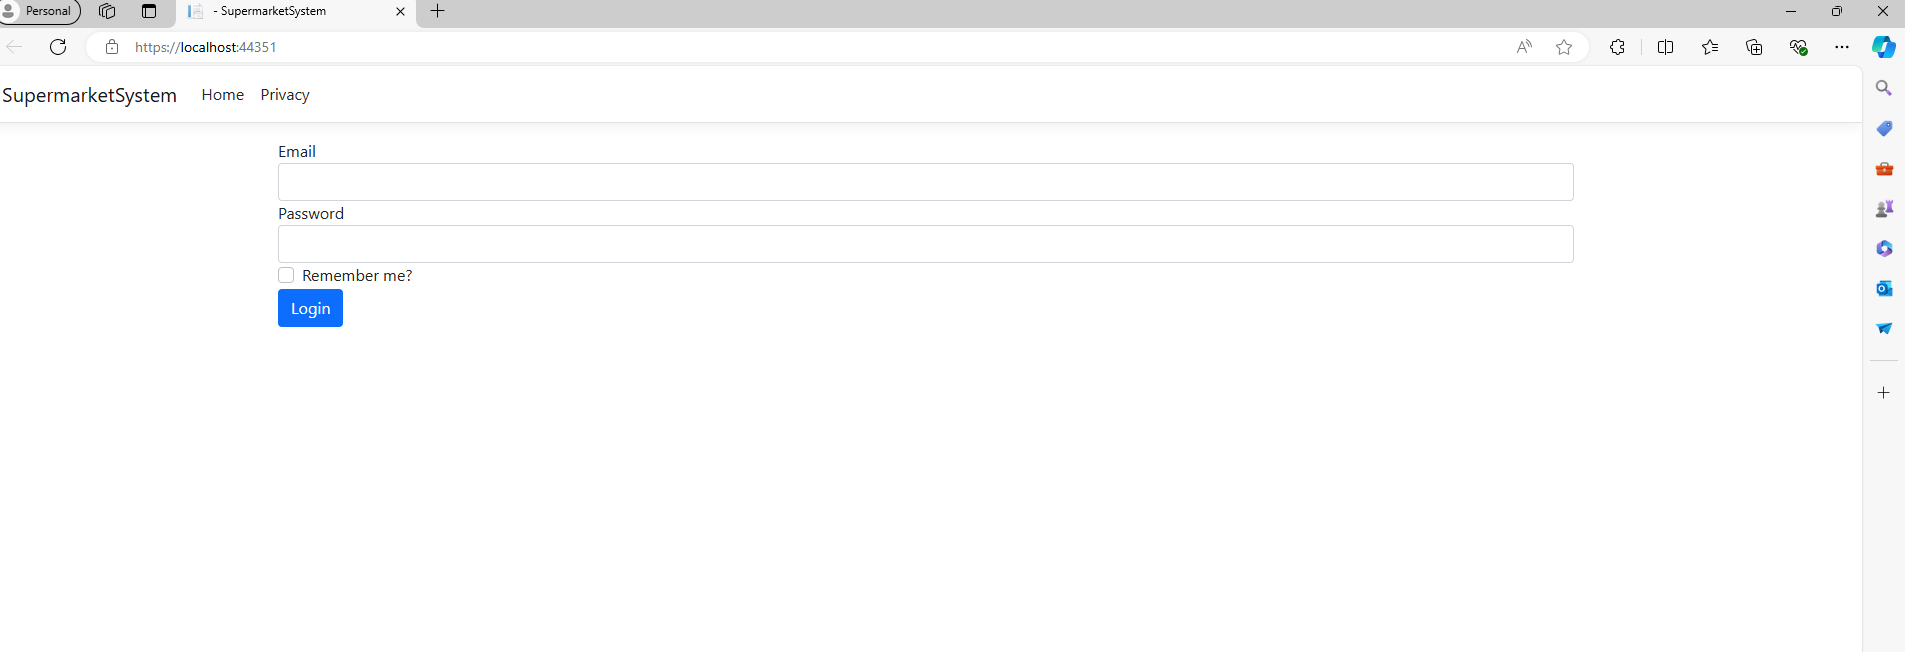 Personal
- SupermarketSystem
https://localhost:44351
SupermarketSystem Home Privacy
Email
Password
Remember me?
Login